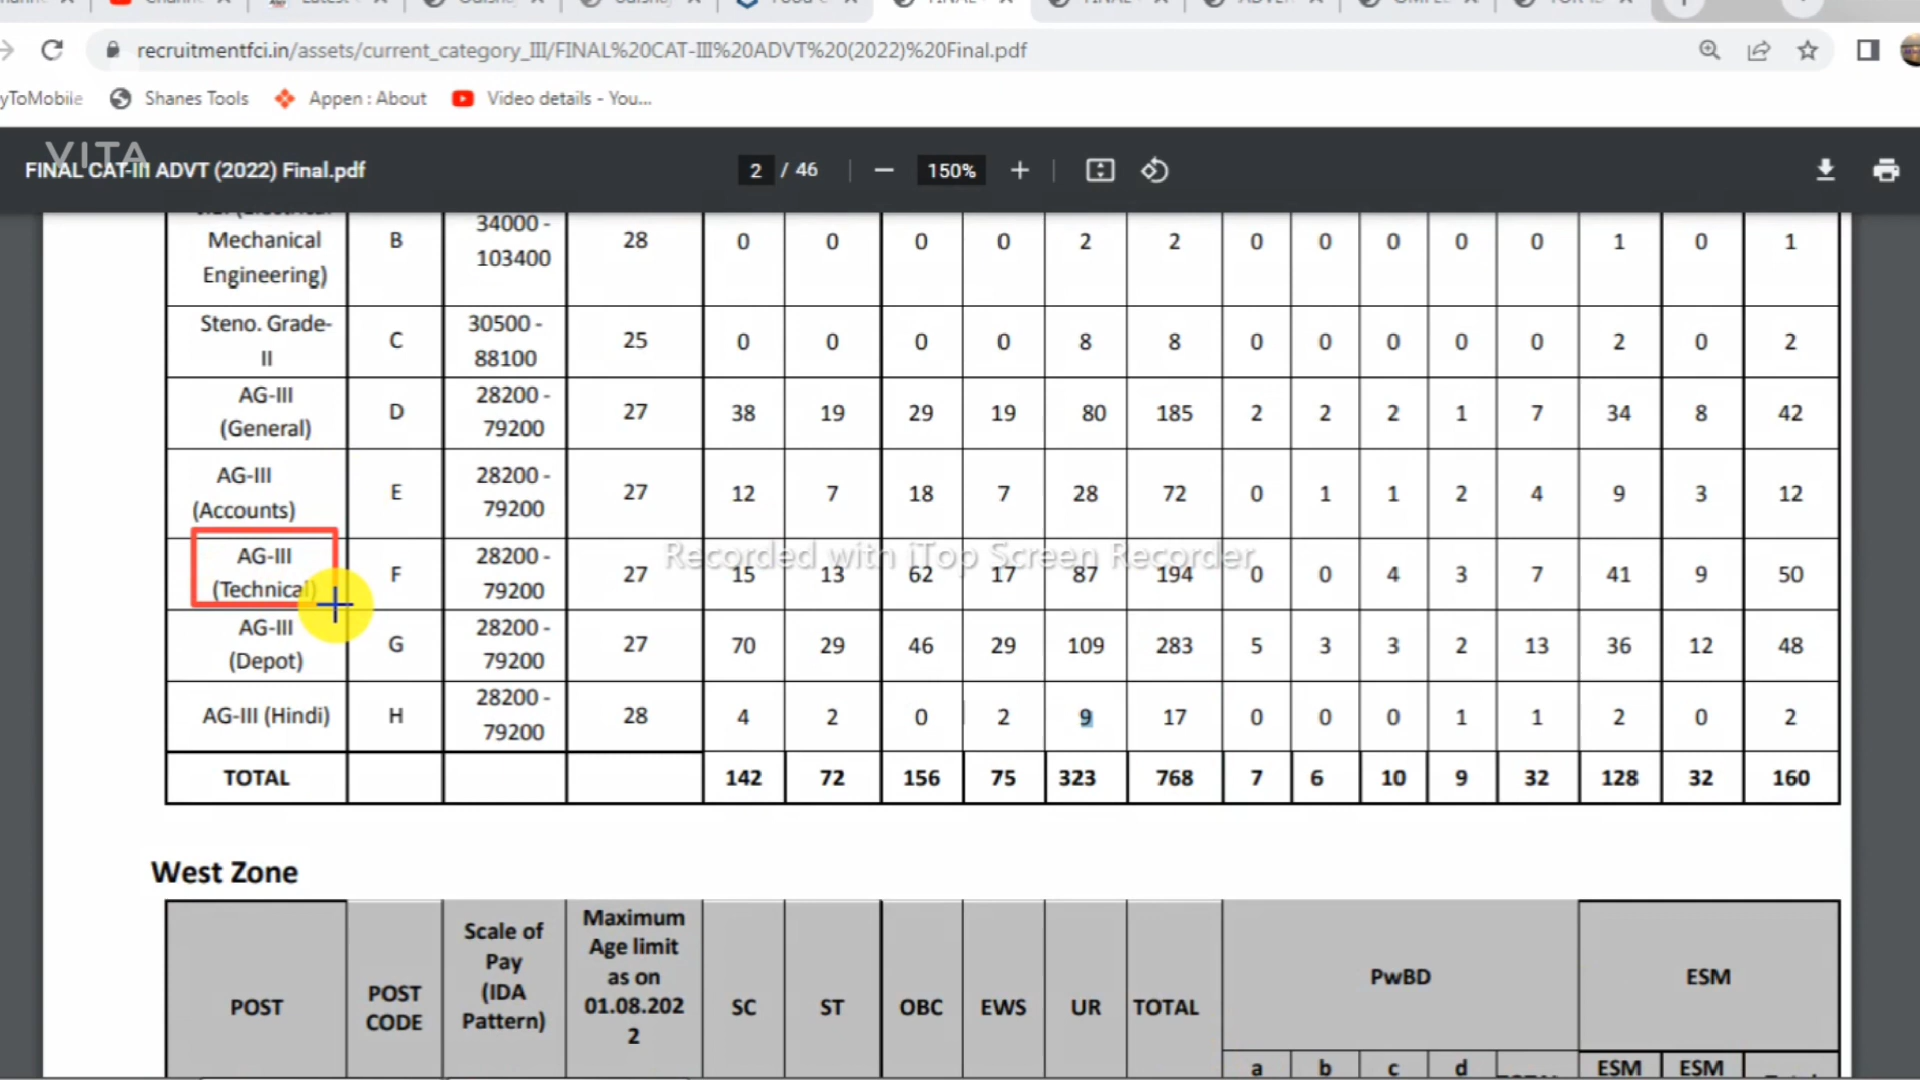 recruitmentfci.in/assets/current_category_III/FINAL%20CAT-III%20ADVT%20(2022)%20Final.pdf
yToMobile Shanes Tools Appen : About Video details - You...
VITA
FINAL CAT-III ADVT (2022) Final.pdf 2 / 46 150%
34000 -
Mechanical B 28 0 0 0 0 2 2 0 0 0 0 0 1 0 1
103400
Engineering)
Steno. Grade- 30500 -
II C 88100 25 0 0 0 0 8 8 0 0 0 0 0 2 0 2
AG-III 28200 -
(General) D 79200 27 38 19 29 19 80 185 2 2 2 1 7 34 8 42
AG-III 28200 -
(Accounts) E 79200 27 12 7 18 7 28 72 0 1 1 2 4 9 3 12
Recorded with iTop Screen Recorder
AG-III 28200 -
(Technical) F 79200 27 15 13 62 17 87 194 0 0 4 3 7 41 9 50
AG-III 28200 -
(Depot) G 79200 27 70 29 46 29 109 283 5 3 3 2 13 36 12 48
28200 -
AG-III (Hindi) H 28 4 2 0 2 9 17 0 0 0 1 1 2 0 2
79200
TOTAL 142 72 156 75 323 768 7 6 10 9 32 128 32 160
West Zone
POST
POST
CODE
Scale of
Pay
(IDA
Pattern)
Maximum
Age limit
as on
01.08.202
2
SC ST OBC EWS UR TOTAL PwBD ESM
a b c d ESM ESM